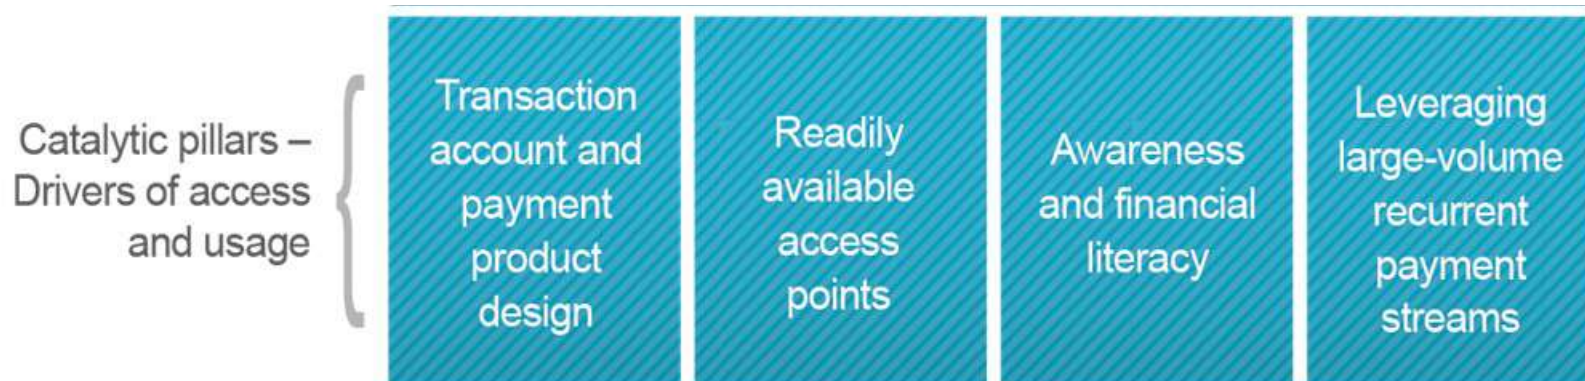 Catalytic pillars –
Drivers of access
and usage
Transaction
account and
payment
product
design
Readily
available
access
points
Awareness
and financial
literacy
Leveraging
large-volume
recurrent
payment
streams